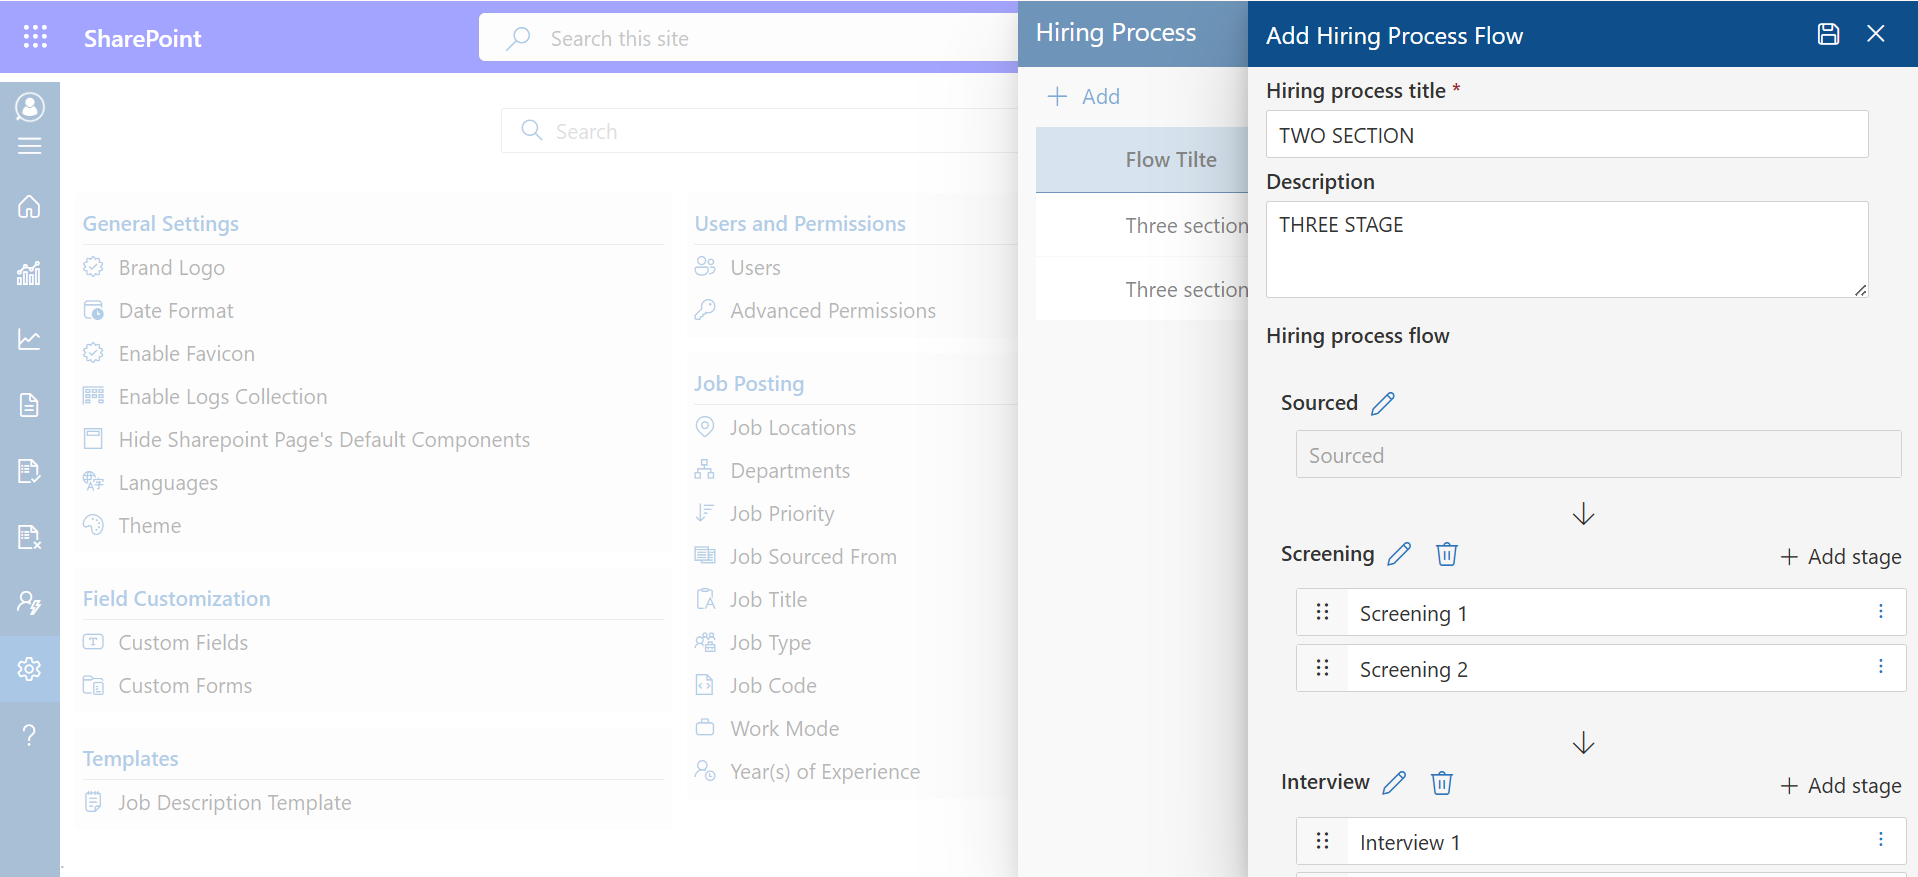 SharePoint
Search this site
Search
General Settings
Brand Logo
Date Format
Enable Favicon
Enable Logs Collection
Hide Sharepoint Page's Default Components
Languages
Theme
Field Customization
Custom Fields
Custom Forms
Templates
Job Description Template
Users and Permissions
Users
Advanced Permissions
Job Posting
Job Locations
Departments
Job Priority
Job Sourced From
Job Title
Job Type
Job Code
Work Mode
Year(s) of Experience
Hiring Process
Add
Flow Tilte
Three section
Three section
Add Hiring Process Flow
Hiring process title *
TWO SECTION
Description
THREE STAGE
Hiring process flow
Sourced
Sourced
Screening
Add stage
Screening 1
Screening 2
Interview
Add stage
Interview 1